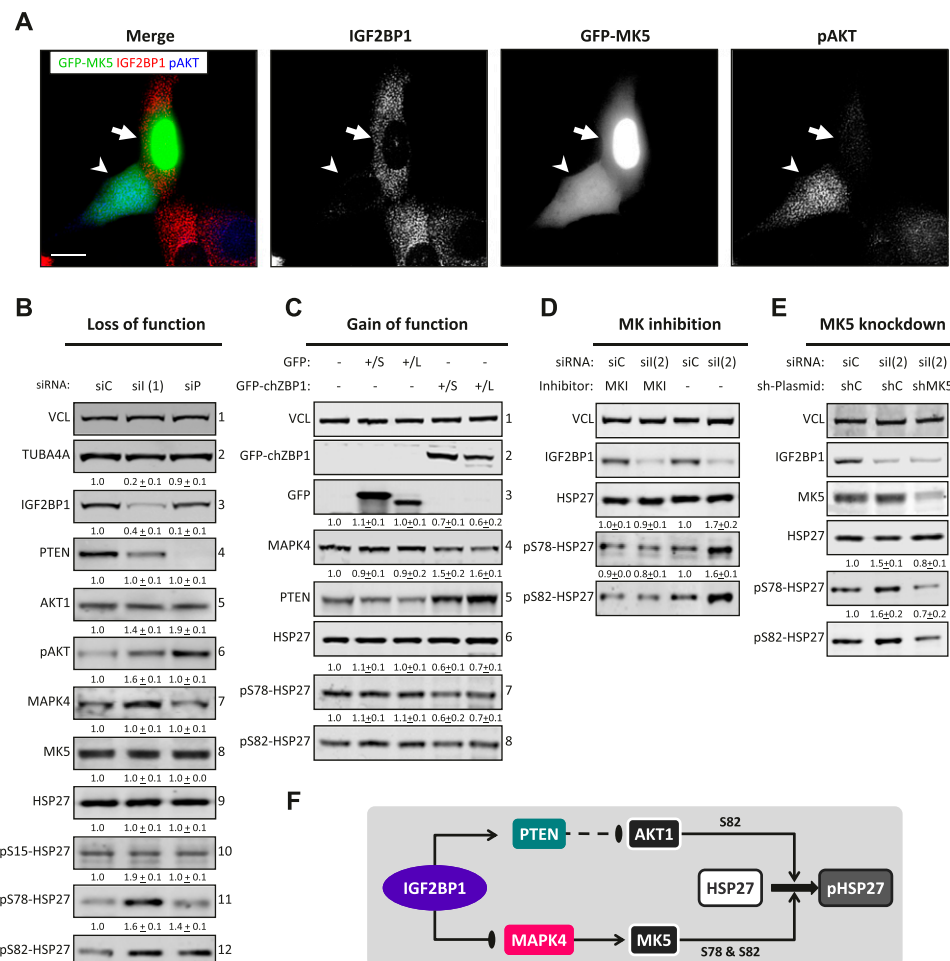 A
Merge
IGF2BP1
GFP-MK5
pAKT
GFP-MK5 IGF2BP1 pAKT
B
Loss of function
siRNA: siC siI (1) siP
VCL 1
TUBA4A 2
1.0 0.2 ± 0.1 0.9 ± 0.1
IGF2BP1 3
1.0 0.4 ± 0.1 0.1 ± 0.1
PTEN 4
1.0 1.0 ± 0.1 1.0 ± 0.1
AKT1 5
1.0 1.4 ± 0.1 1.9 ± 0.1
pAKT 6
1.0 1.6 ± 0.1 1.0 ± 0.1
MAPK4 7
1.0 1.0 ± 0.1 1.0 ± 0.1
MK5 8
1.0 1.0 ± 0.1 1.0 ± 0.0
HSP27 9
1.0 1.0 ± 0.1 1.0 ± 0.1
pS15-HSP27 10
1.0 1.9 ± 0.1 1.0 ± 0.1
pS78-HSP27 11
1.0 1.6 ± 0.1 1.4 ± 0.1
pS82-HSP27 12
C
Gain of function
GFP: - +/S +/L - -
GFP-chZBP1: - - - +/S +/L
VCL 1
GFP-chZBP1 2
GFP 3
1.0 1.1±0.1 1.0±0.1 0.7±0.1 0.6±0.2
MAPK4 4
1.0 0.9±0.1 0.9±0.2 1.5±0.2 1.6±0.1
PTEN 5
HSP27 6
1.0 1.1±0.1 1.0±0.1 0.6±0.1 0.7±0.1
pS78-HSP27 7
1.0 1.1±0.1 1.1±0.1 0.6±0.2 0.7±0.1
pS82-HSP27 8
D
MK inhibition
siRNA: siC siI(2) siC siI(2)
Inhibitor: MKI MKI - -
VCL
IGF2BP1
HSP27
1.0±0.1 0.9±0.1 1.0 1.7±0.2
pS78-HSP27
0.9±0.0 0.8±0.1 1.0 1.6±0.1
pS82-HSP27
E
MK5 knockdown
siRNA: siC siI(2) siI(2)
sh-Plasmid: shC shC shMK5
VCL
IGF2BP1
MK5
HSP27
1.0 1.5±0.1 0.8±0.1
pS78-HSP27
1.0 1.6±0.2 0.7±0.2
pS82-HSP27
F
PTEN
AKT1
S82
IGF2BP1
HSP27
pHSP27
MAPK4
MK5
S78 & S82